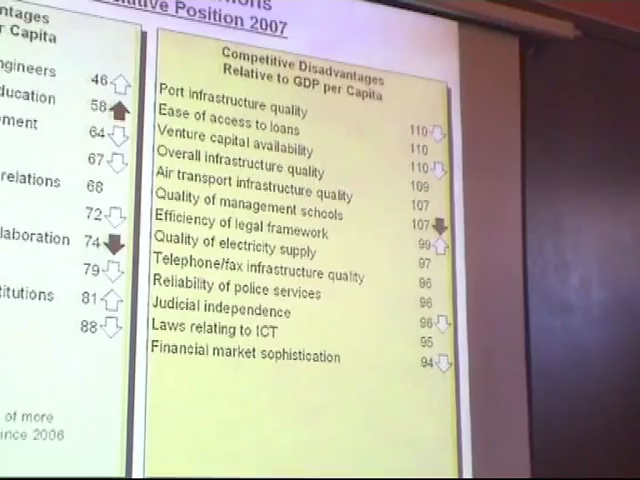 Position 2007
ntages
r Capita
ngineers 46
ducation 58
ement 64
67
relations 68
72
laboration 74
79
titutions 81
88
of more
ince 2006
Competitive Disadvantages
Relative to GDP per Capita
Port infrastructure quality 110
Ease of access to loans 110
Venture capital availability 110
Overall infrastructure quality 109
Air transport infrastructure quality 107
Quality of management schools 107
Efficiency of legal framework 99
Quality of electricity supply 97
Telephone/fax infrastructure quality 96
Reliability of police services 96
Judicial independence 96
Laws relating to ICT 95
Financial market sophistication 94